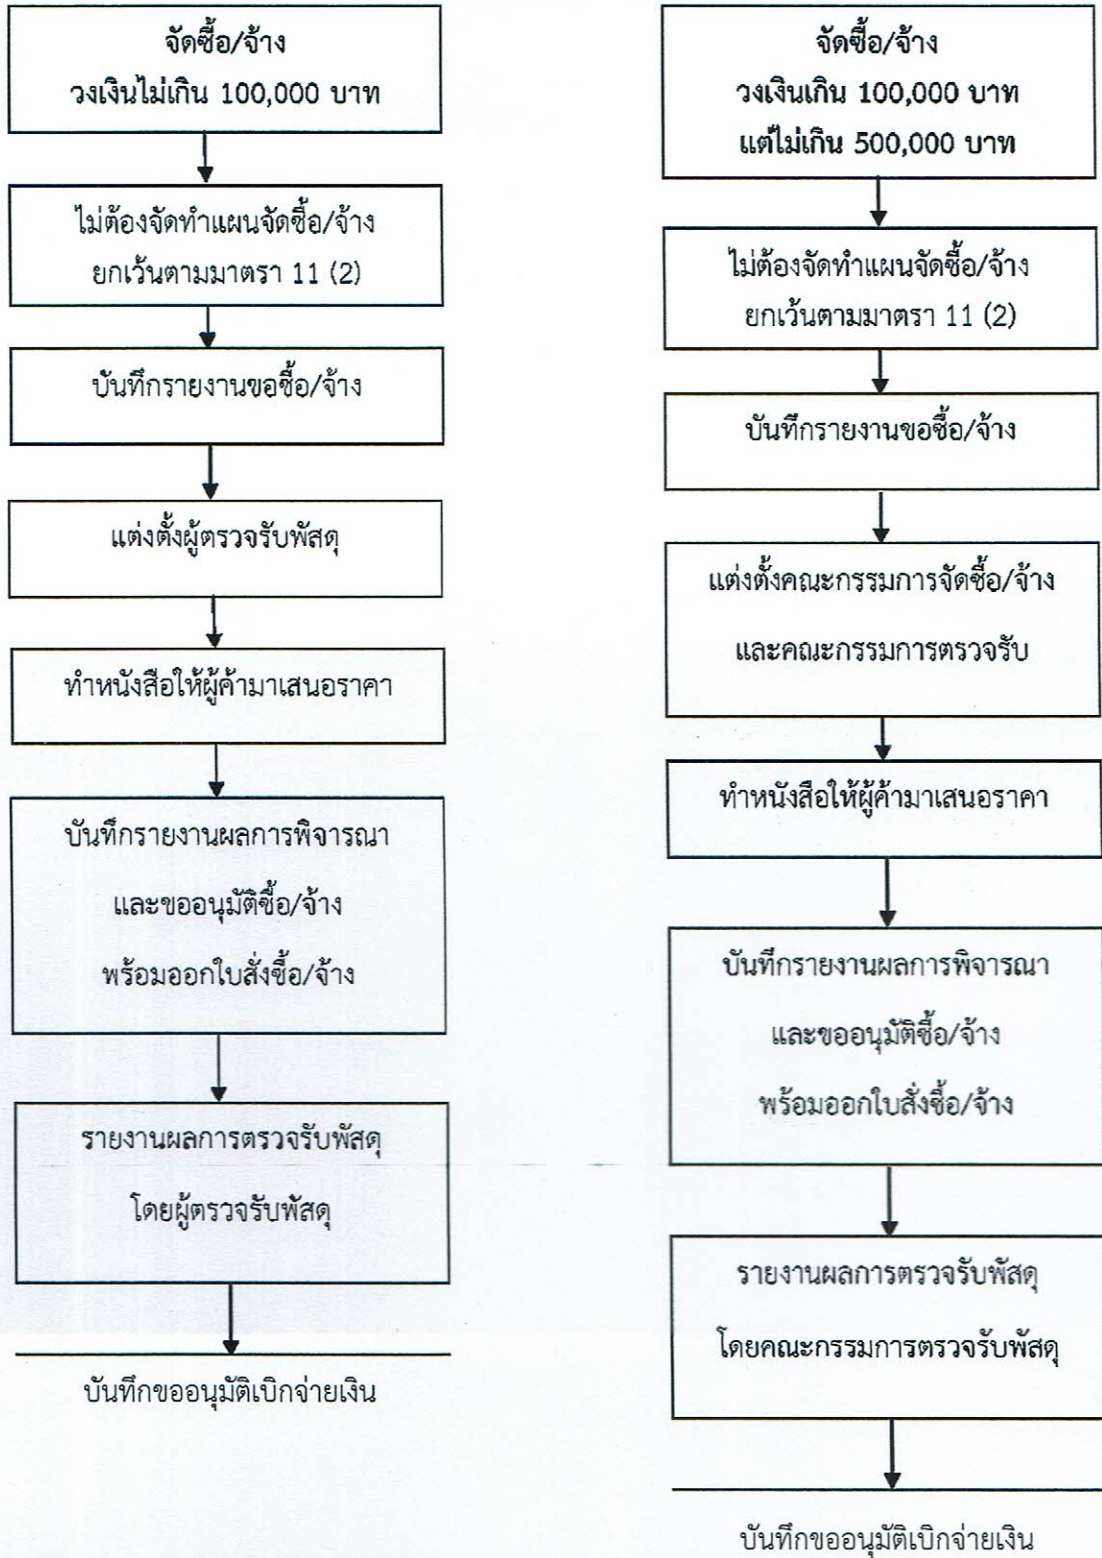 จัดซื้อ/จ้าง
วงเงินไม่เกิน 100,000 บาท
ไม่ต้องจัดทำแผนจัดซื้อ/จ้าง
ยกเว้นตามมาตรา 11 (2)
บันทึกรายงานขอซื้อ/จ้าง
แต่งตั้งผู้ตรวจรับพัสดุ
ทำหนังสือให้ผู้ค้ามาเสนอราคา
บันทึกรายงานผลการพิจารณา
และขออนุมัติซื้อ/จ้าง
พร้อมออกใบสั่งซื้อ/จ้าง
รายงานผลการตรวจรับพัสดุ
โดยผู้ตรวจรับพัสดุ
บันทึกขออนุมัติเบิกจ่ายเงิน
จัดซื้อ/จ้าง
วงเงินเกิน 100,000 บาท
แต่ไม่เกิน 500,000 บาท
ไม่ต้องจัดทำแผนจัดซื้อ/จ้าง
ยกเว้นตามมาตรา 11 (2)
บันทึกรายงานขอซื้อ/จ้าง
แต่งตั้งคณะกรรมการจัดซื้อ/จ้าง
และคณะกรรมการตรวจรับ
ทำหนังสือให้ผู้ค้ามาเสนอราคา
บันทึกรายงานผลการพิจารณา
และขออนุมัติซื้อ/จ้าง
พร้อมออกใบสั่งซื้อ/จ้าง
รายงานผลการตรวจรับพัสดุ
โดยคณะกรรมการตรวจรับพัสดุ
บันทึกขออนุมัติเบิกจ่ายเงิน